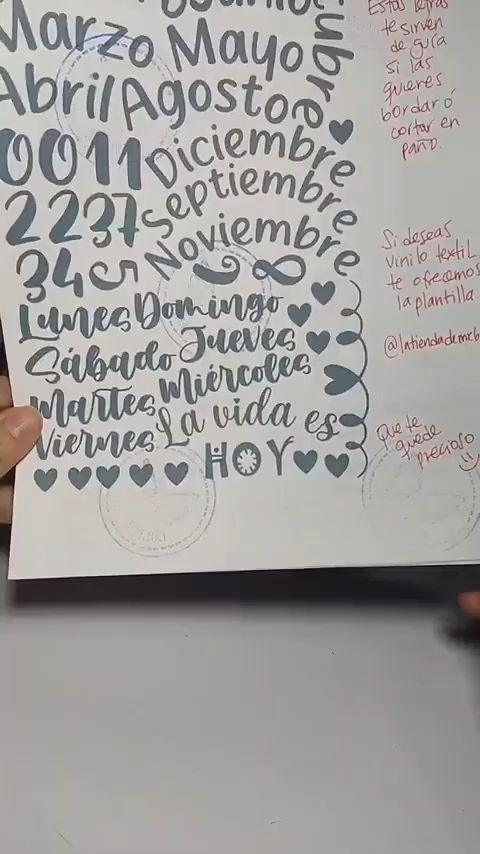 Marzo Mayo
Abril Agosto
0011 Diciembre
2237 Septiembre
34 Noviembre
Lunes Domingo
Sábado Jueves
Martes Miércoles
Viernes La vida es
HOY
Estas letras
te sirven
de guía
si las
quieres
bordar ó
cortar en
paño.
Si deseas
vinilo textil
te ofrecemos
la plantilla.
Que te
quede
precioso